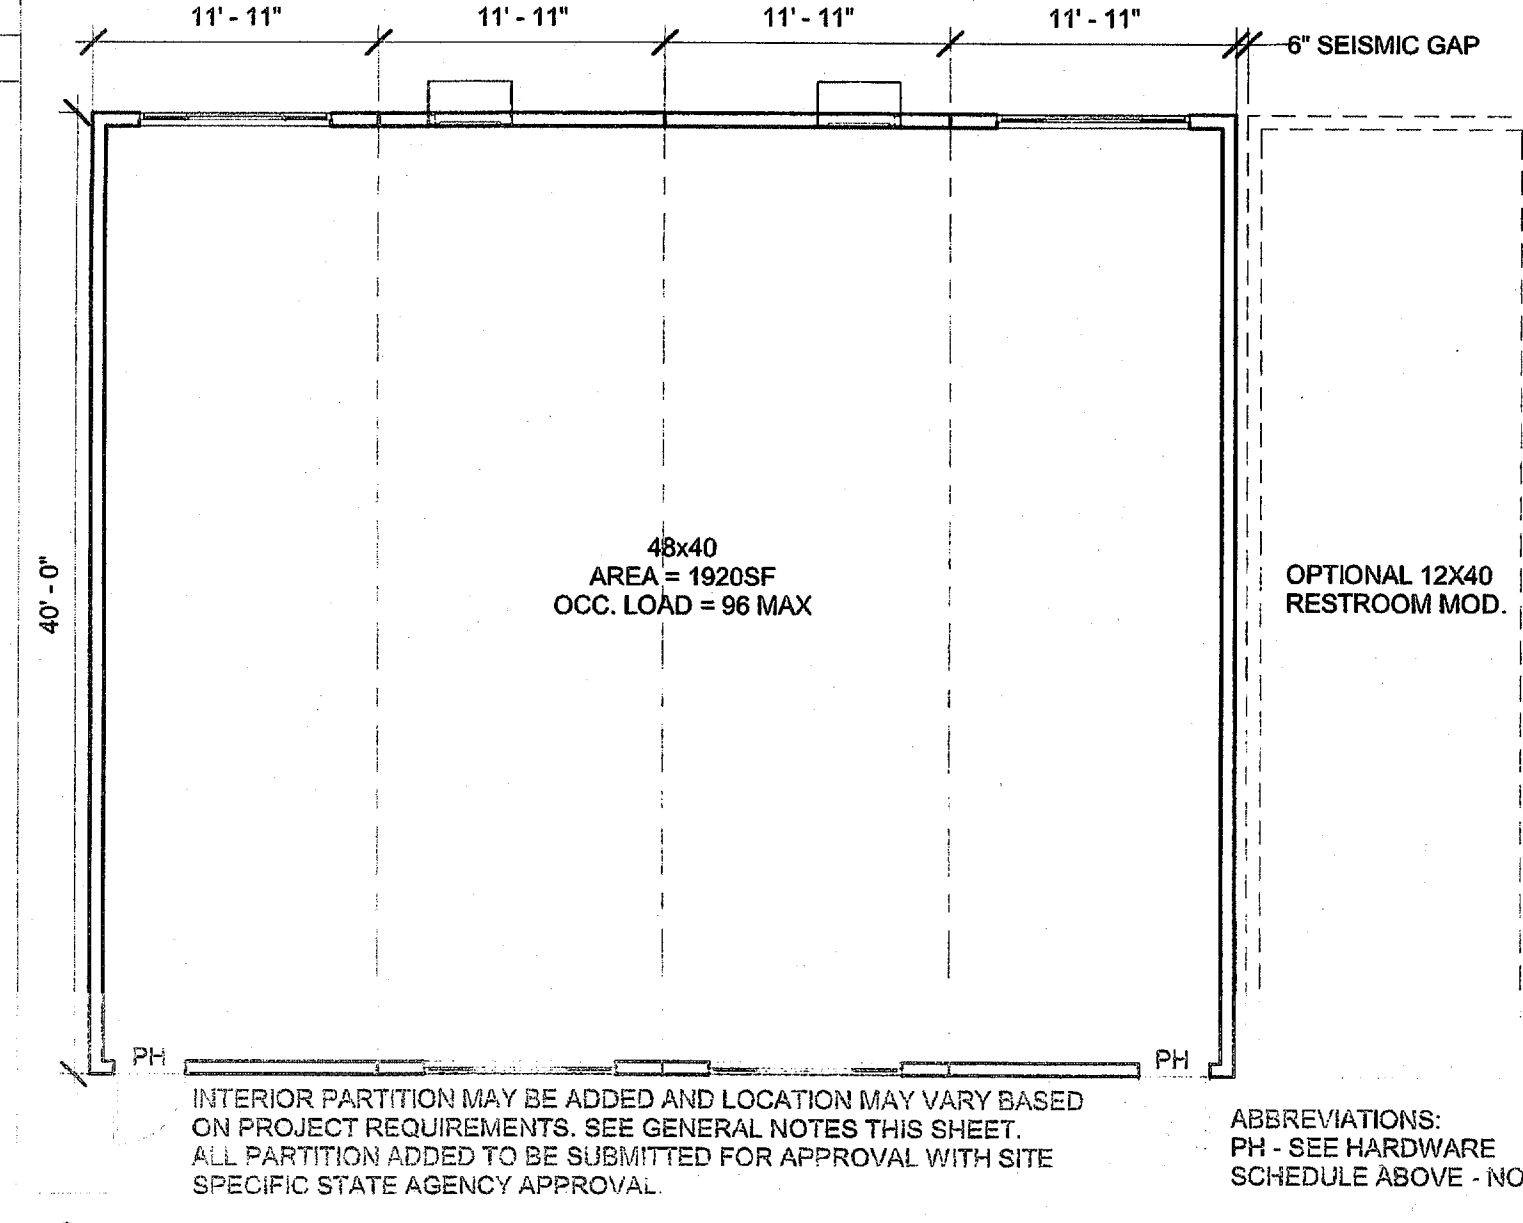 11' - 11" 11' - 11" 11' - 11" 11' - 11"
6" SEISMIC GAP
40' - 0"
48x40
AREA = 1920SF
OCC. LOAD = 96 MAX
OPTIONAL 12X40
RESTROOM MOD.
PH
PH
INTERIOR PARTITION MAY BE ADDED AND LOCATION MAY VARY BASED
ON PROJECT REQUIREMENTS. SEE GENERAL NOTES THIS SHEET.
ALL PARTITION ADDED TO BE SUBMITTED FOR APPROVAL WITH SITE
SPECIFIC STATE AGENCY APPROVAL.
ABBREVIATIONS:
PH - SEE HARDWARE
SCHEDULE ABOVE - NO